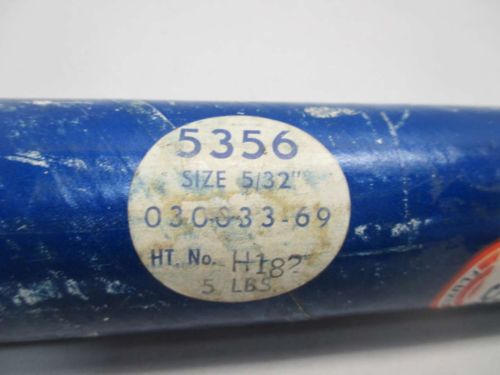 5356
SIZE 5/32"
030033-69
HT. No. H182
5 LBS.